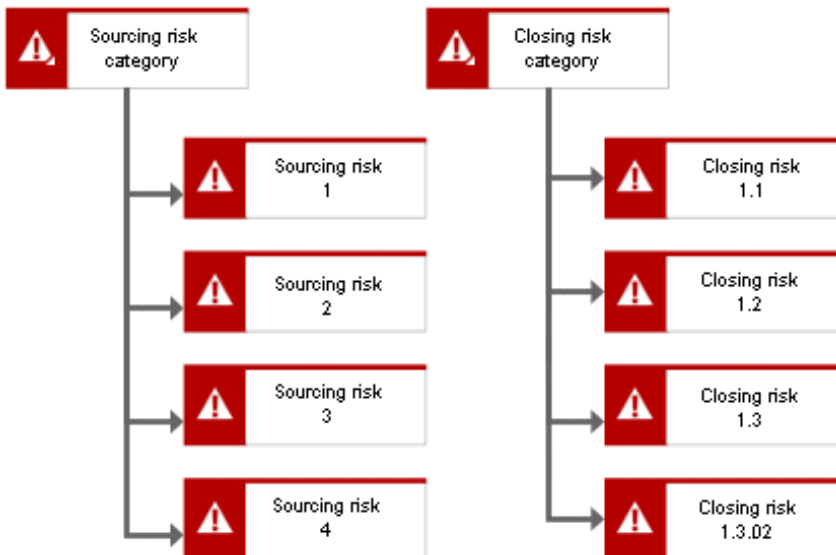 Sourcing risk
category
Sourcing risk
1
Sourcing risk
2
Sourcing risk
3
Sourcing risk
4
Closing risk
category
Closing risk
1.1
Closing risk
1.2
Closing risk
1.3
Closing risk
1.3.02